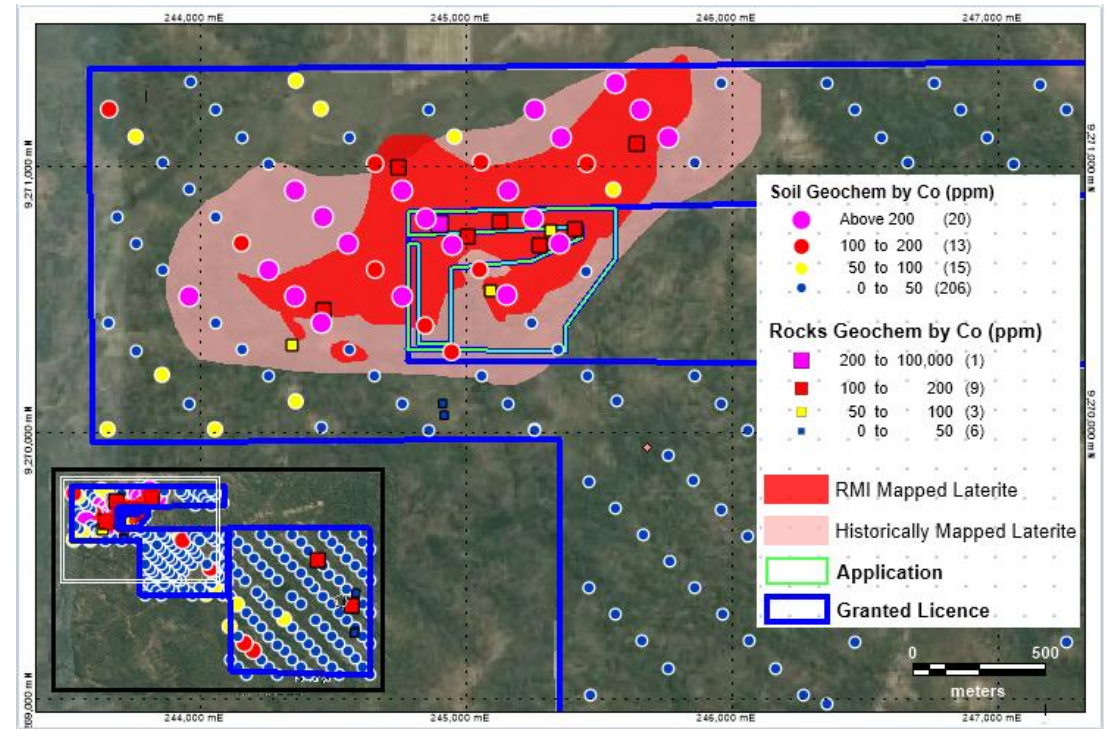 244,000 mE 245,000 mE 246,000 mE 247,000 mE
9,271,000 mN 9,271,000 mN
Soil Geochem by Co (ppm)
Above 200 (20)
100 to 200 (13)
50 to 100 (15)
0 to 50 (206)
Rocks Geochem by Co (ppm)
200 to 100,000 (1)
100 to 200 (9)
50 to 100 (3)
0 to 50 (6)
9,270,000 mN 9,270,000 mN
RMI Mapped Laterite
Historically Mapped Laterite
Application
Granted Licence
0 500
meters
269,000 mN
244,000 mE 245,000 mE 246,000 mE 247,000 mE